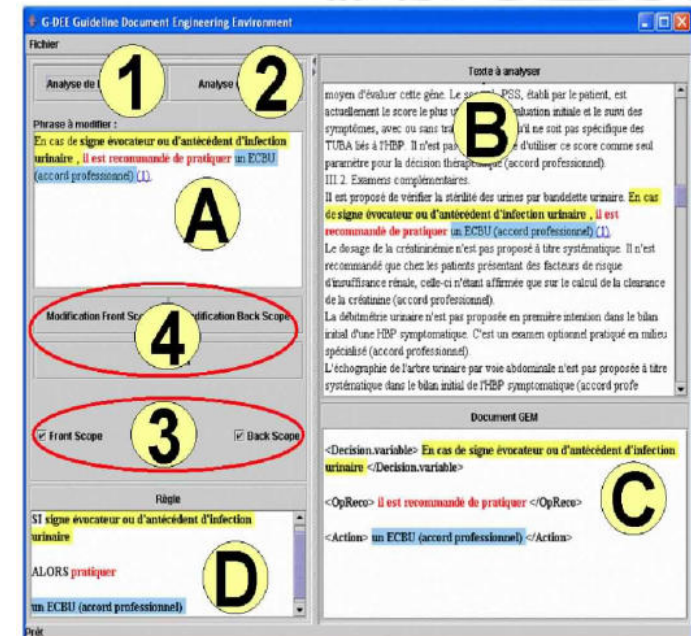 G-DEE Guideline Document Engineering Environment
Fichier
Analyse de
1
Analyse
2
Phrase à modifier :
En cas de signe évocateur ou d'antécédent d'infection
urinaire , il est recommandé de pratiquer un ECBU
(accord professionnel) (1).
A
Modification Front
Modification Back Scope
4
3
Front Scope
Back Scope
Règle
SI signe évocateur ou d'antécédent d'infection
urinaire
ALORS pratiquer
un ECBU (accord professionnel)
D
Prêt
Texte à analyser
moyen d'évaluer cette gêne. Le PSS, établi par le patient, est
actuellement le score le plus évaluation initiale et le suivi des
symptômes, avec ou sans qu'il ne soit pas spécifique des
TUBA liés à l'HBP. Il n'est pas d'utiliser ce score comme seul
paramètre pour la décision thérapeutique (accord professionnel).
B
III.2. Examens complémentaires.
Il est proposé de vérifier la stérilité des urines par bandelette urinaire. En cas
de signe évocateur ou d'antécédent d'infection urinaire , il est
recommandé de pratiquer un ECBU (accord professionnel) (1).
Le dosage de la créatininémie n'est pas proposé à titre systématique. Il n'est
recommandé que chez les patients présentant des facteurs de risque
d'insuffisance rénale, celle-ci n'étant affirmée que sur le calcul de la clearance
de la créatinine (accord professionnel).
La débitmétrie urinaire n'est pas proposée en première intention dans le bilan
initial d'une HBP symptomatique. C'est un examen optionnel pratiqué en milieu
spécialisé (accord professionnel).
L'échographie de l'arbre urinaire par voie abdominale n'est pas proposée à titre
systématique dans le bilan initial de l'HBP symptomatique (accord profe
Document GEM
<Decision.variable> En cas de signe évocateur ou d'antécédent d'infection
urinaire </Decision.variable>
<OpReco> il est recommandé de pratiquer </OpReco>
<Action> un ECBU (accord professionnel) </Action>
C